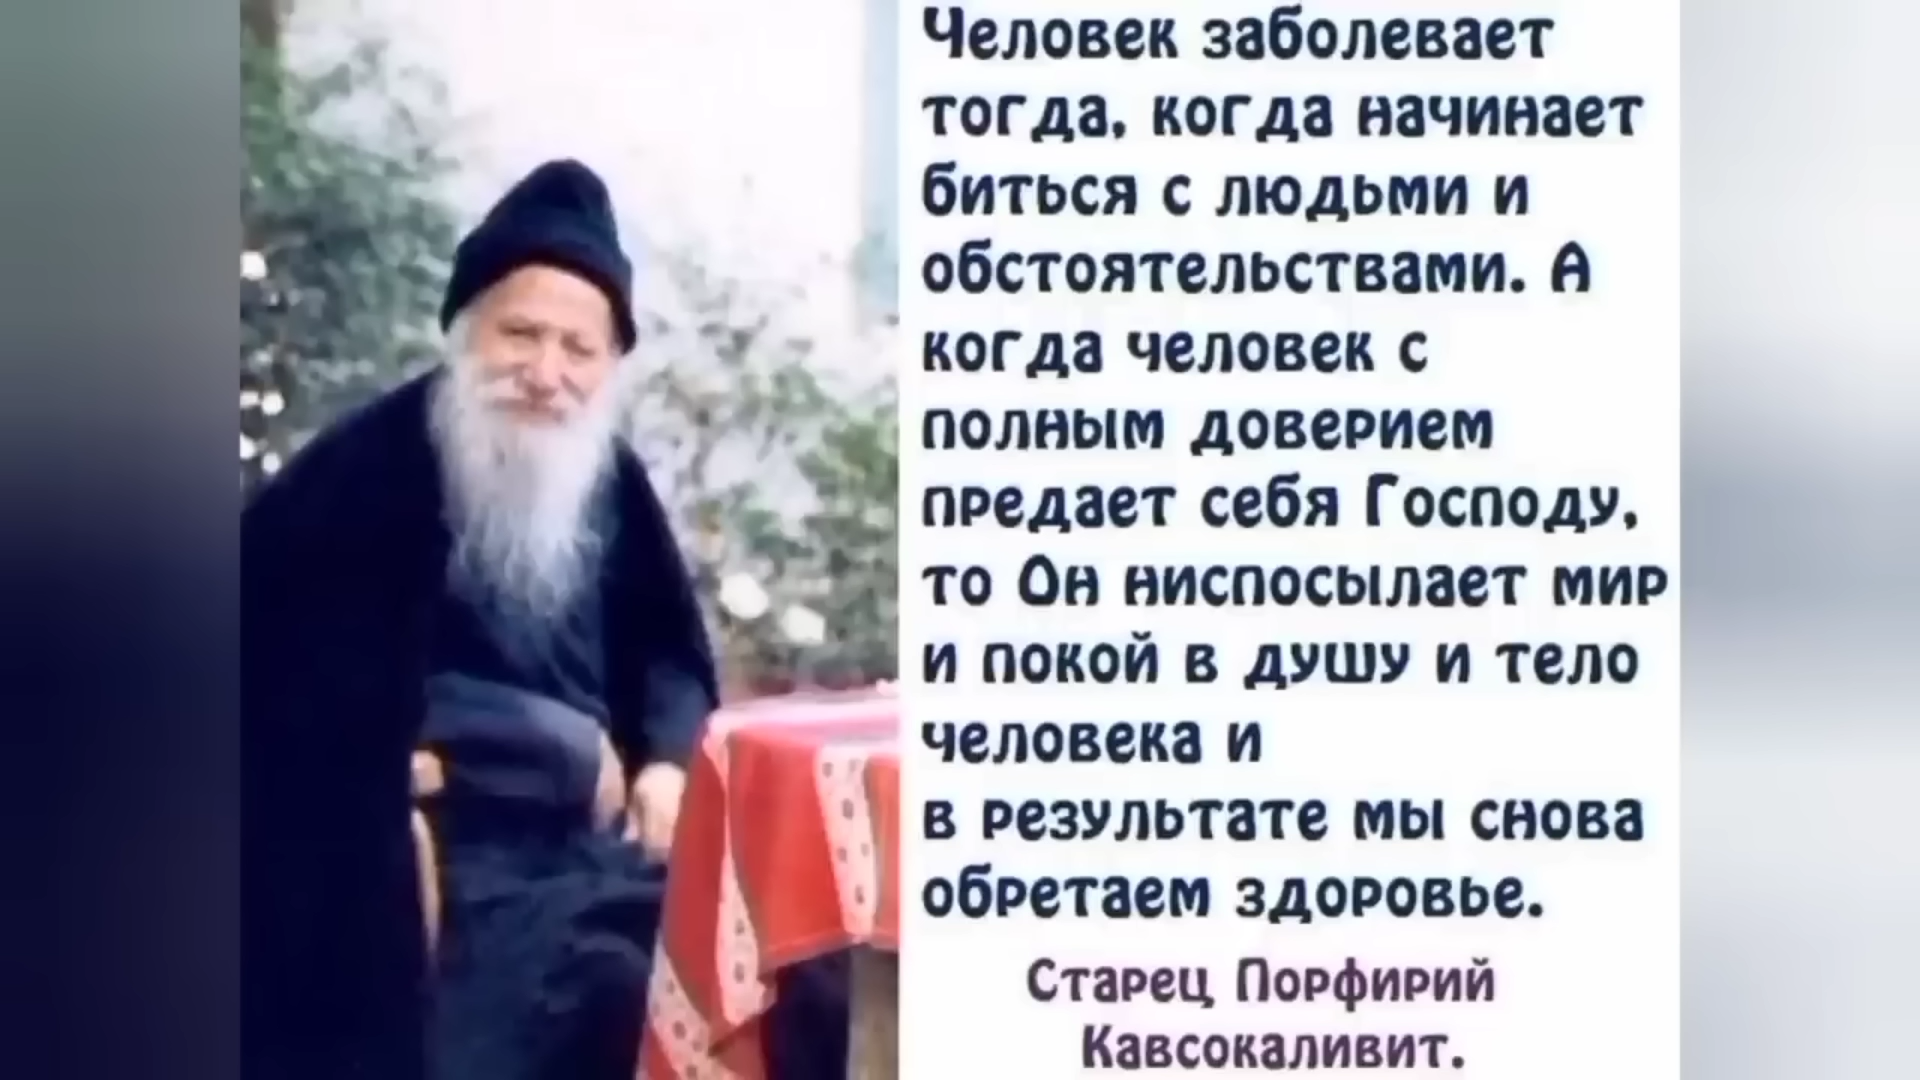 Человек заболевает
тогда, когда начинает
биться с людьми и
обстоятельствами. А
когда человек с
полным доверием
предает себя Господу,
то Он ниспосылает мир
и покой в душу и тело
человека и
в результате мы снова
обретаем здоровье.
Старец Порфирий
Кавсокаливит.